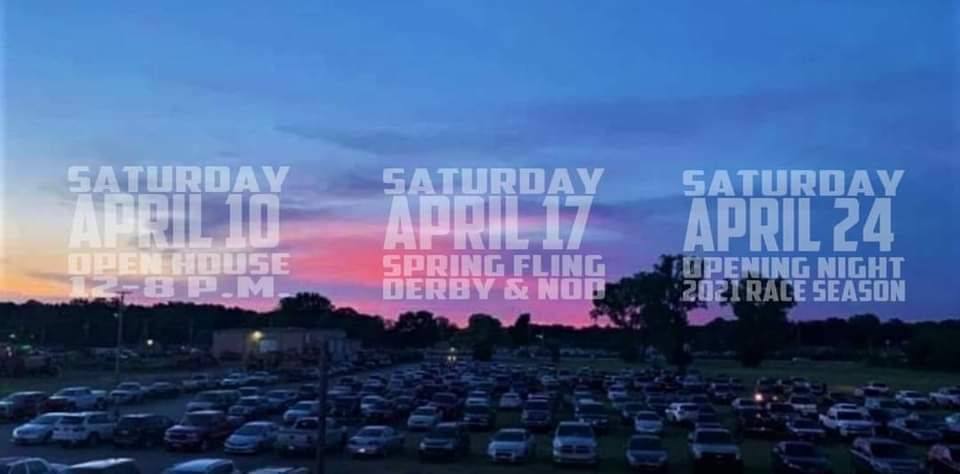 SATURDAY
APRIL 10
OPEN HOUSE
12-8 P.M.
SATURDAY
APRIL 17
SPRING FLING
DERBY & NOD
SATURDAY
APRIL 24
OPENING NIGHT
2021 RACE SEASON